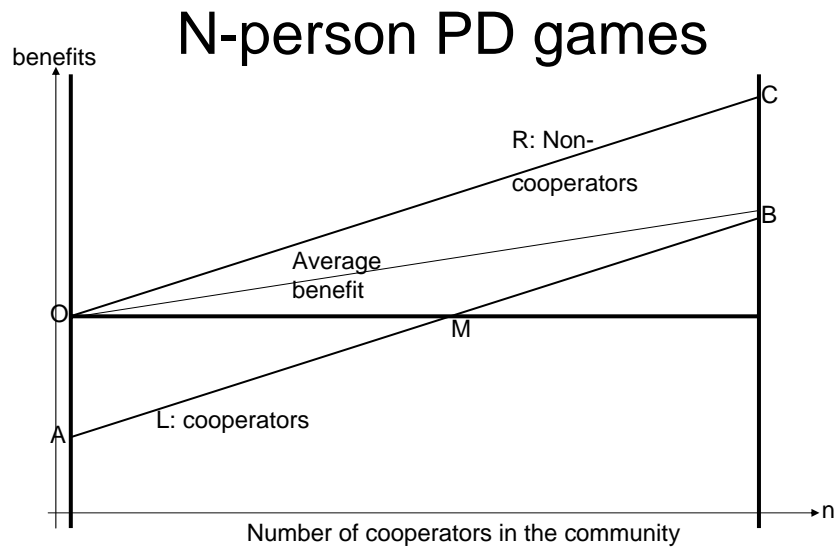 N-person PD games
benefits
C
R: Non-
cooperators
B
Average
benefit
O
M
L: cooperators
A
n
Number of cooperators in the community